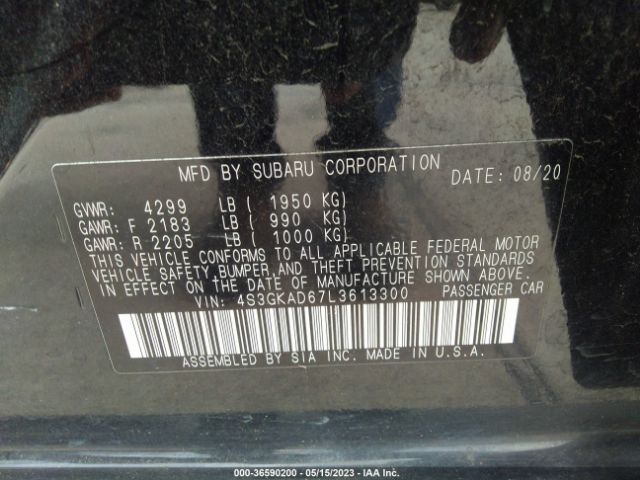 MFD BY SUBARU CORPORATION DATE: 08/20
GVWR: 4299 LB ( 1950 KG)
GAWR: F 2183 LB ( 990 KG)
GAWR: R 2205 LB ( 1000 KG)
THIS VEHICLE CONFORMS TO ALL APPLICABLE FEDERAL MOTOR
VEHICLE SAFETY, BUMPER, AND THEFT PREVENTION STANDARDS
IN EFFECT ON THE DATE OF MANUFACTURE SHOWN ABOVE.
VIN: 4S3GKAD67L3613300 PASSENGER CAR
ASSEMBLED BY SIA INC. MADE IN U.S.A.
000-36590200 - 05/15/2023 - IAA Inc.